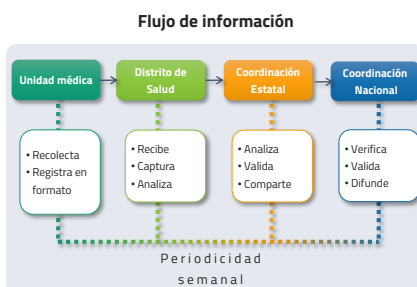 Flujo de información
Unidad médica
Distrito de
Salud
Coordinación
Estatal
Coordinación
Nacional
• Recolecta
• Registra en
formato
• Recibe
• Captura
• Analiza
• Analiza
• Valida
• Comparte
• Verifica
• Valida
• Difunde
Periodicidad
semanal